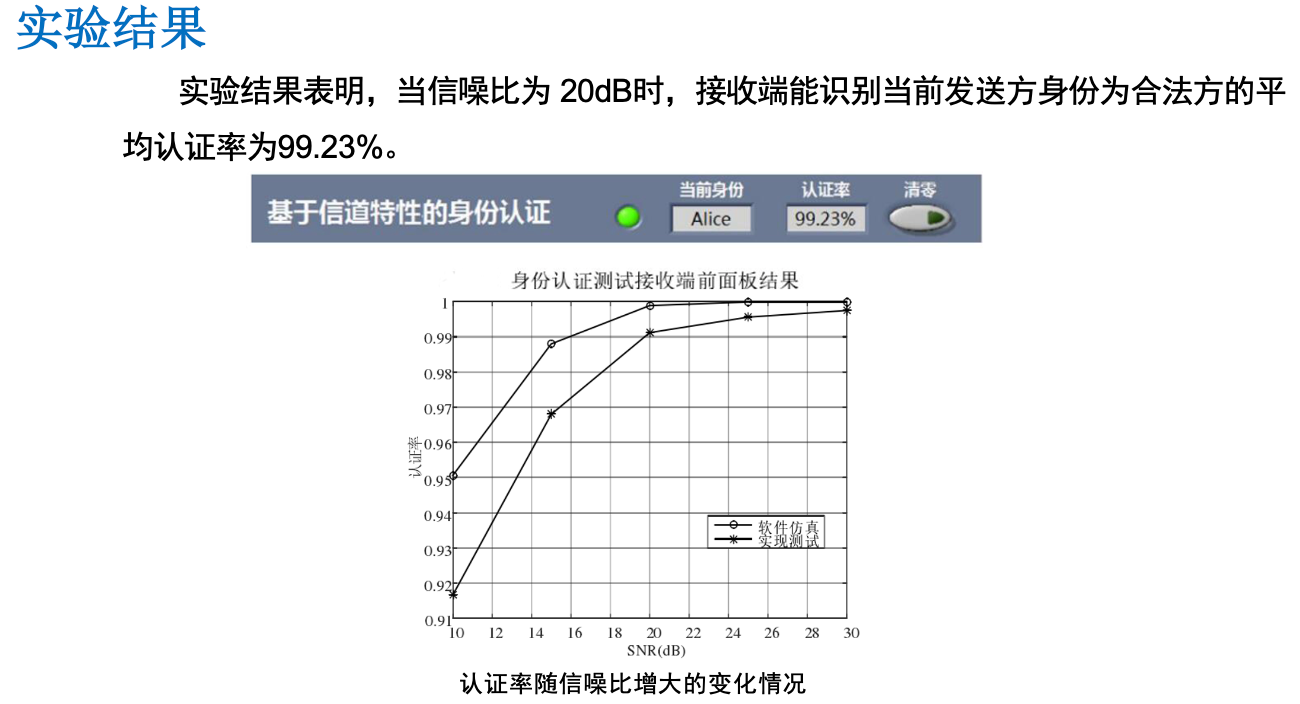 实验结果
实验结果表明，当信噪比为 20dB时，接收端能识别当前发送方身份为合法方的平
均认证率为99.23%。
基于信道特性的身份认证
当前身份
Alice
认证率
99.23%
清零
身份认证测试接收端前面板结果
1
0.99
0.98
0.97
0.96
0.95
0.94
0.93
0.92
0.91
认证率
软件仿真
实现测试
10 12 14 16 18 20 22 24 26 28 30
SNR(dB)
认证率随信噪比增大的变化情况